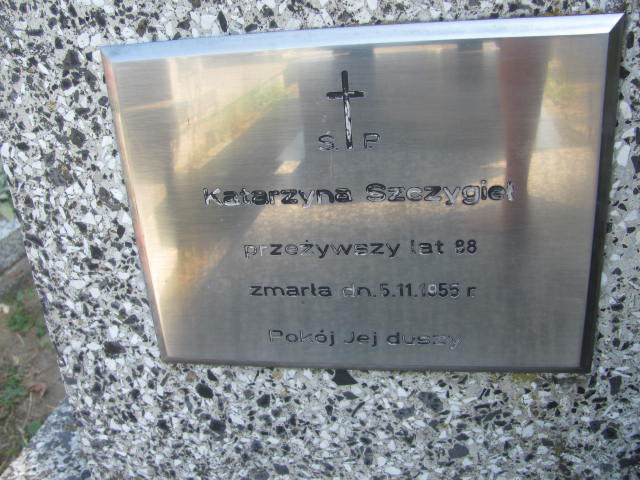 Ś. P.
Katarzyna Szczygieł
przeżywszy lat 88
zmarła dn. 5.11.1955 r.
Pokój Jej duszy